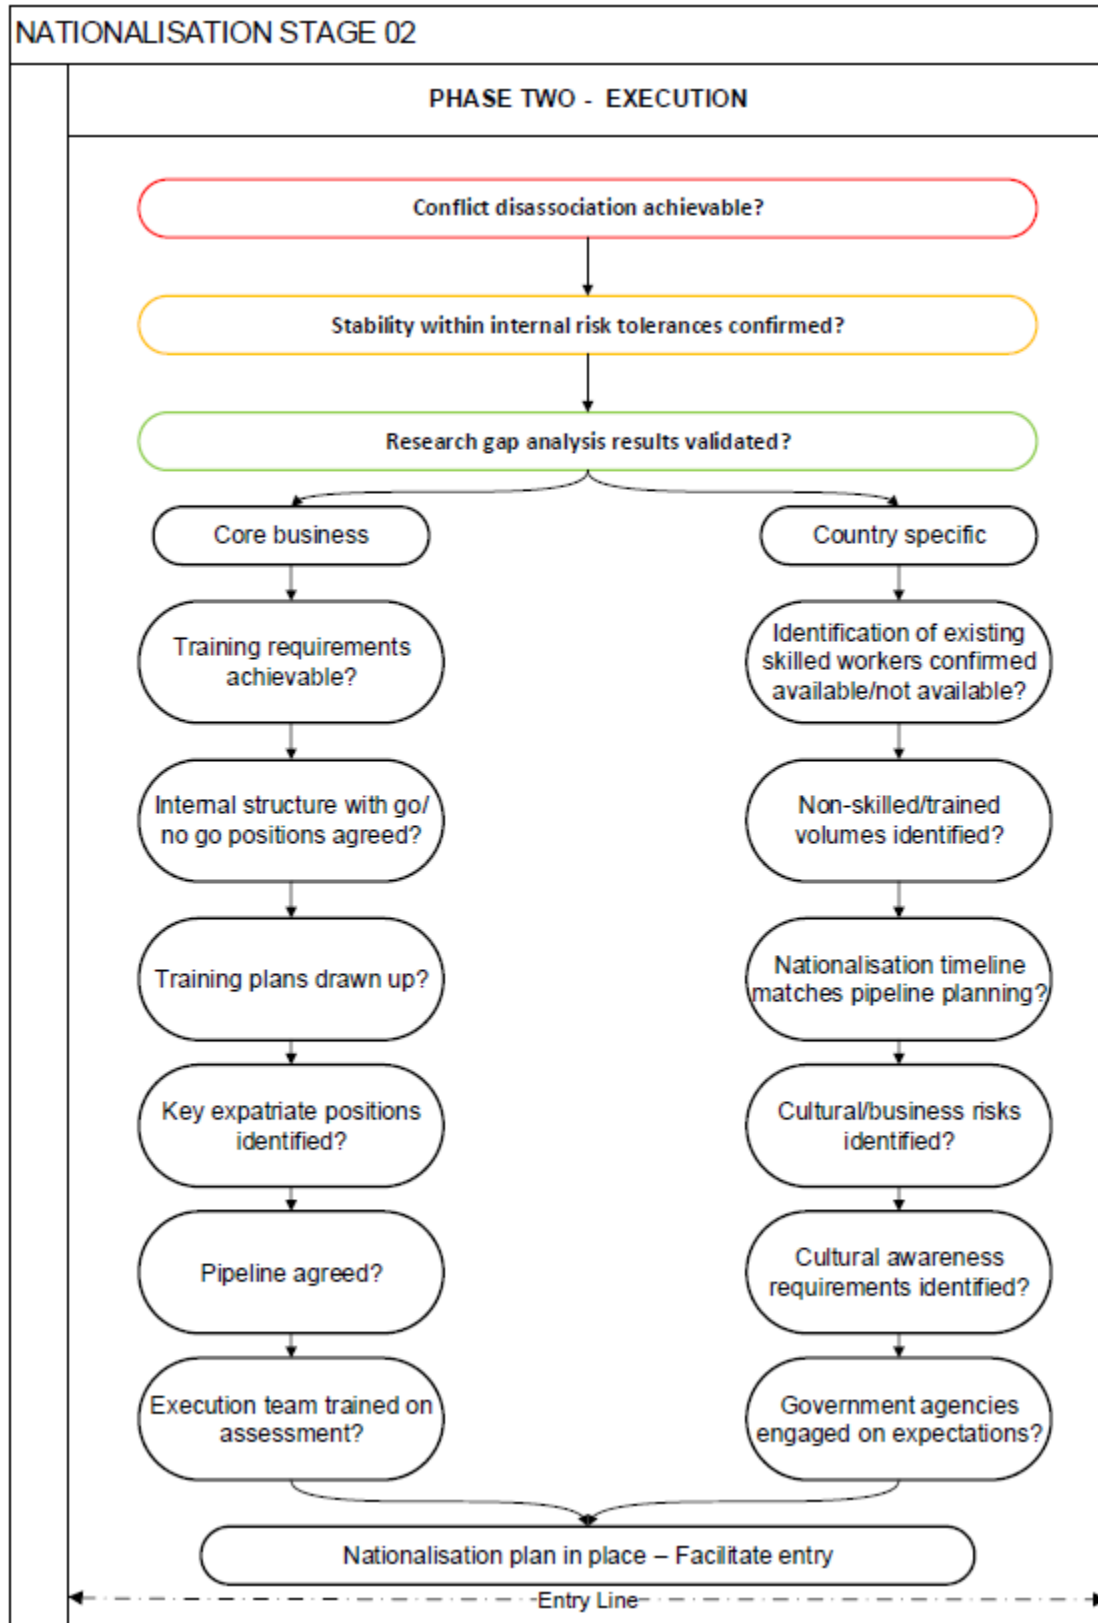 NATIONALISATION STAGE 02
PHASE TWO - EXECUTION
Conflict disassociation achievable?
Stability within internal risk tolerances confirmed?
Research gap analysis results validated?
Core business
Country specific
Training requirements
achievable?
Identification of existing
skilled workers confirmed
available/not available?
Internal structure with go/
no go positions agreed?
Non-skilled/trained
volumes identified?
Training plans drawn up?
Nationalisation timeline
matches pipeline planning?
Key expatriate positions
identified?
Cultural/business risks
identified?
Pipeline agreed?
Cultural awareness
requirements identified?
Execution team trained on
assessment?
Government agencies
engaged on expectations?
Nationalisation plan in place – Facilitate entry
Entry Line